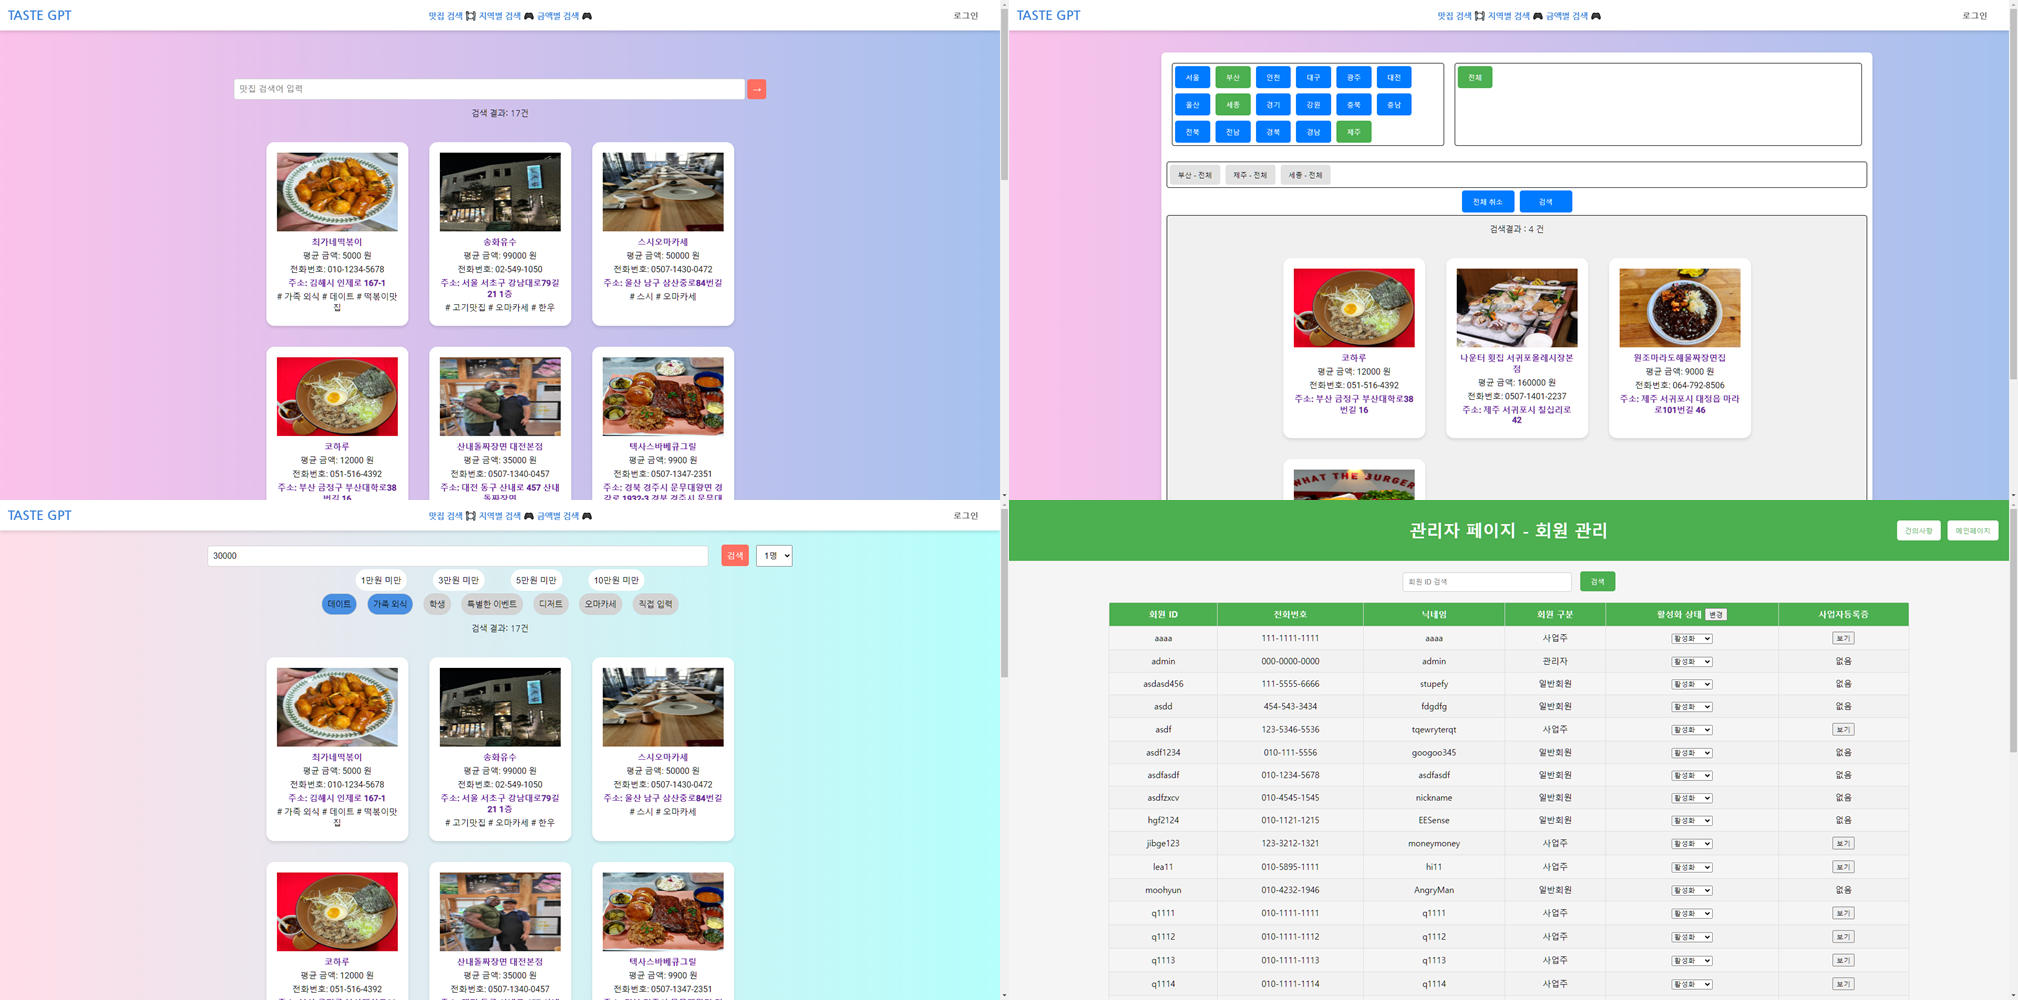 TASTE GPT
맛집 검색 지역별 검색 🎮 금액별 검색 🎮
로그인
맛집 검색어 입력
→
검색 결과: 17건
최가네떡볶이
평균 금액: 5000 원
전화번호: 010-1234-5678
주소: 김해시 인제로 167-1
# 가족 외식 # 데이트 # 떡볶이맛
집
송화유수
평균 금액: 99000 원
전화번호: 02-549-1050
주소: 서울 서초구 강남대로79길
21 1층
# 고기맛집 # 오마카세 # 한우
스시오마카세
평균 금액: 50000 원
전화번호: 0507-1430-0472
주소: 울산 남구 삼산중로84번길
# 스시 # 오마카세
코하루
평균 금액: 12000 원
전화번호: 051-516-4392
주소: 부산 금정구 부산대학로38
번길 16
산내돌짜장면 대전본점
평균 금액: 35000 원
전화번호: 0507-1340-0457
주소: 대전 동구 산내로 457 산내
돌짜장면
텍사스바베큐그릴
평균 금액: 9900 원
전화번호: 0507-1347-2351
주소: 경북 경주시 문무대왕면 경
감로 1932-3 경북 경주시 문무대
TASTE GPT
맛집 검색 지역별 검색 🎮 금액별 검색 🎮
로그인
서울 부산 인천 대구 광주 대전
울산 세종 경기 강원 충북 충남
전북 전남 경북 경남 제주
전체
부산 - 전체 제주 - 전체 세종 - 전체
전체 취소 검색
검색결과 : 4 건
코하루
평균 금액: 12000 원
전화번호: 051-516-4392
주소: 부산 금정구 부산대학로38
번길 16
나운터 횟집 서귀포올레시장본
점
평균 금액: 160000 원
전화번호: 0507-1401-2237
주소: 제주 서귀포시 칠십리로
42
원조마라도해물짜장면집
평균 금액: 9000 원
전화번호: 064-792-8506
주소: 제주 서귀포시 대정읍 마라
로101번길 46
WHAT THE BURGER
TASTE GPT
맛집 검색 지역별 검색 🎮 금액별 검색 🎮
로그인
30000
검색
1명
1만원 미만 3만원 미만 5만원 미만 10만원 미만
데이트 가족 외식 학생 특별한 이벤트 디저트 오마카세 직접 입력
검색 결과: 17건
최가네떡볶이
평균 금액: 5000 원
전화번호: 010-1234-5678
주소: 김해시 인제로 167-1
# 가족 외식 # 데이트 # 떡볶이맛
집
송화유수
평균 금액: 99000 원
전화번호: 02-549-1050
주소: 서울 서초구 강남대로79길
21 1층
# 고기맛집 # 오마카세 # 한우
스시오마카세
평균 금액: 50000 원
전화번호: 0507-1430-0472
주소: 울산 남구 삼산중로84번길
# 스시 # 오마카세
코하루
평균 금액: 12000 원
전화번호: 051-516-4392
산내돌짜장면 대전본점
평균 금액: 35000 원
전화번호: 0507-1340-0457
텍사스바베큐그릴
평균 금액: 9900 원
전화번호: 0507-1347-2351
관리자 페이지 - 회원 관리
건의사항 메인페이지
회원 ID 검색
검색
회원 ID 전화번호 닉네임 회원 구분 활성화 상태 변경 사업자등록증
aaaa 111-1111-1111 aaaa 사업주 활성화 보기
admin 000-0000-0000 admin 관리자 활성화 없음
asdasd456 111-5555-6666 stupefy 일반회원 활성화 없음
asdd 454-543-3434 fdgdfg 일반회원 활성화 없음
asdf 123-5346-5536 tqewryterqt 사업주 활성화 보기
asdf1234 010-111-5556 googoo345 일반회원 활성화 없음
asdfasdf 010-1234-5678 asdfasdf 일반회원 활성화 없음
asdfzxcv 010-4545-1545 nickname 일반회원 활성화 없음
hgf2124 010-1121-1215 EESense 일반회원 활성화 없음
jibge123 123-3212-1321 moneymoney 사업주 활성화 보기
lea11 010-5895-1111 hi11 사업주 활성화 보기
moohyun 010-4232-1946 AngryMan 일반회원 활성화 없음
q1111 010-1111-1111 q1111 사업주 활성화 보기
q1112 010-1111-1112 q1112 사업주 활성화 보기
q1113 010-1111-1113 q1113 사업주 활성화 보기
q1114 010-1111-1114 q1114 사업주 활성화 보기